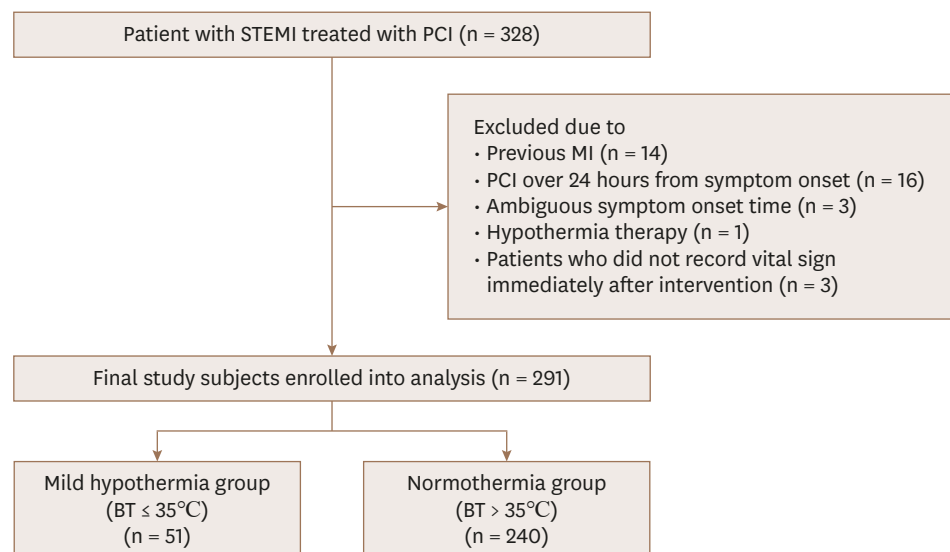 Patient with STEMI treated with PCI (n = 328)
Excluded due to
· Previous MI (n = 14)
· PCI over 24 hours from symptom onset (n = 16)
· Ambiguous symptom onset time (n = 3)
· Hypothermia therapy (n = 1)
· Patients who did not record vital sign
immediately after intervention (n = 3)
Final study subjects enrolled into analysis (n = 291)
Mild hypothermia group
(BT ≤ 35℃)
(n = 51)
Normothermia group
(BT > 35℃)
(n = 240)